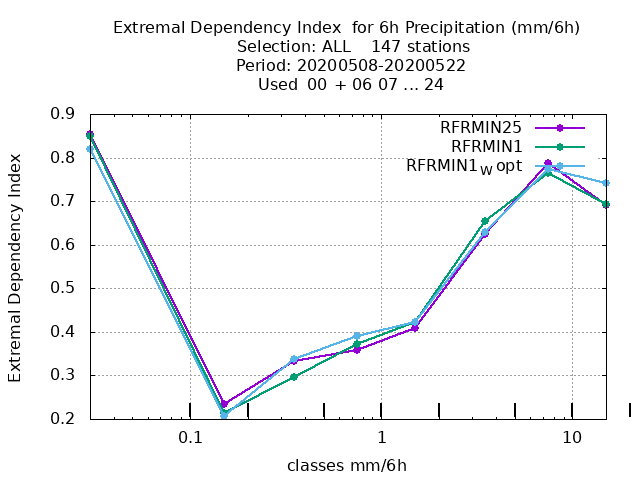 Extremal Dependency Index  for 6h Precipitation (mm/6h)
Selection: ALL    147 stations
Period: 20200508-20200522
Used  00 + 06 07 ... 24
RFRMIN25
RFRMIN1
RFRMIN1W opt
0.9
0.8
0.7
0.6
0.5
0.4
0.3
0.2
Extremal Dependency Index
0.1 1 10
classes mm/6h